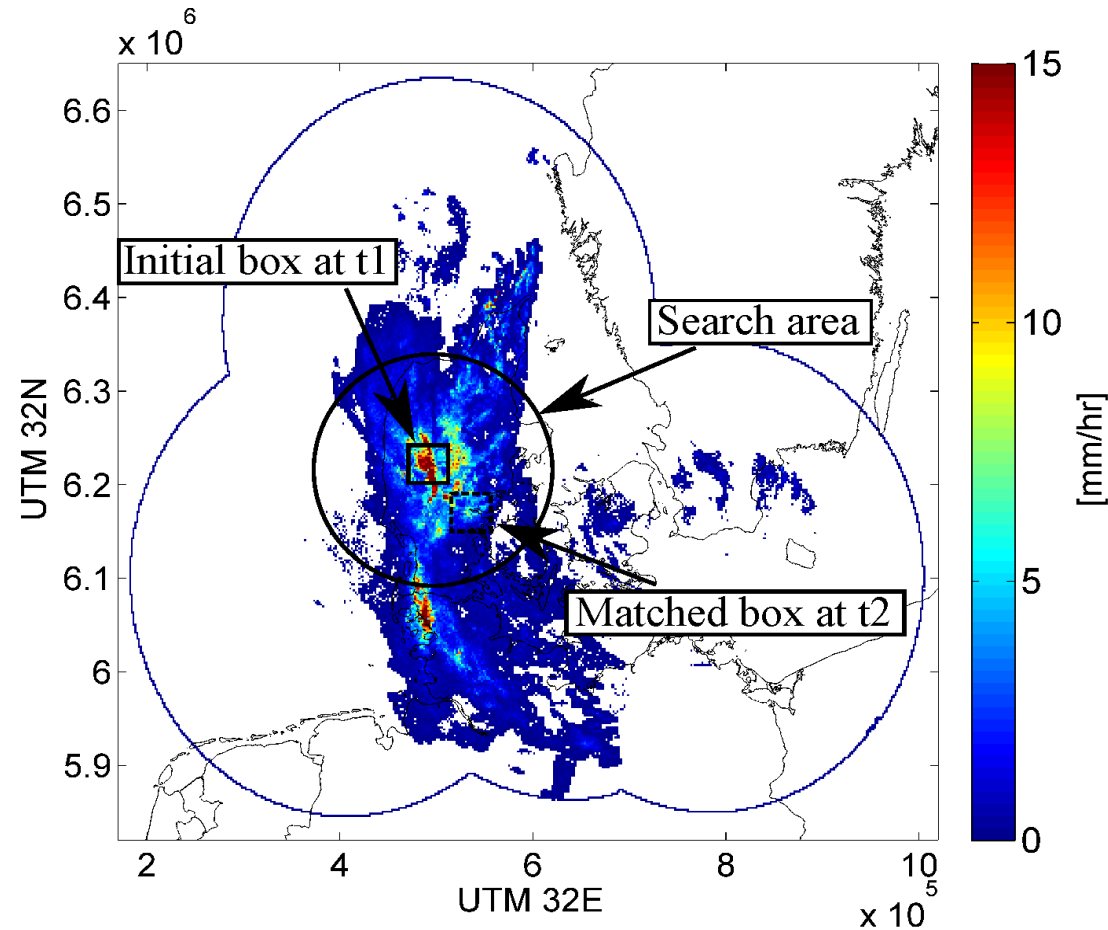 x 10^6
6.6
6.5
6.4
6.3
6.2
6.1
6
5.9
UTM 32N
Initial box at t1
Search area
Matched box at t2
2
4
6
8
10
UTM 32E
x 10^5
15
10
5
0
[mm/hr]